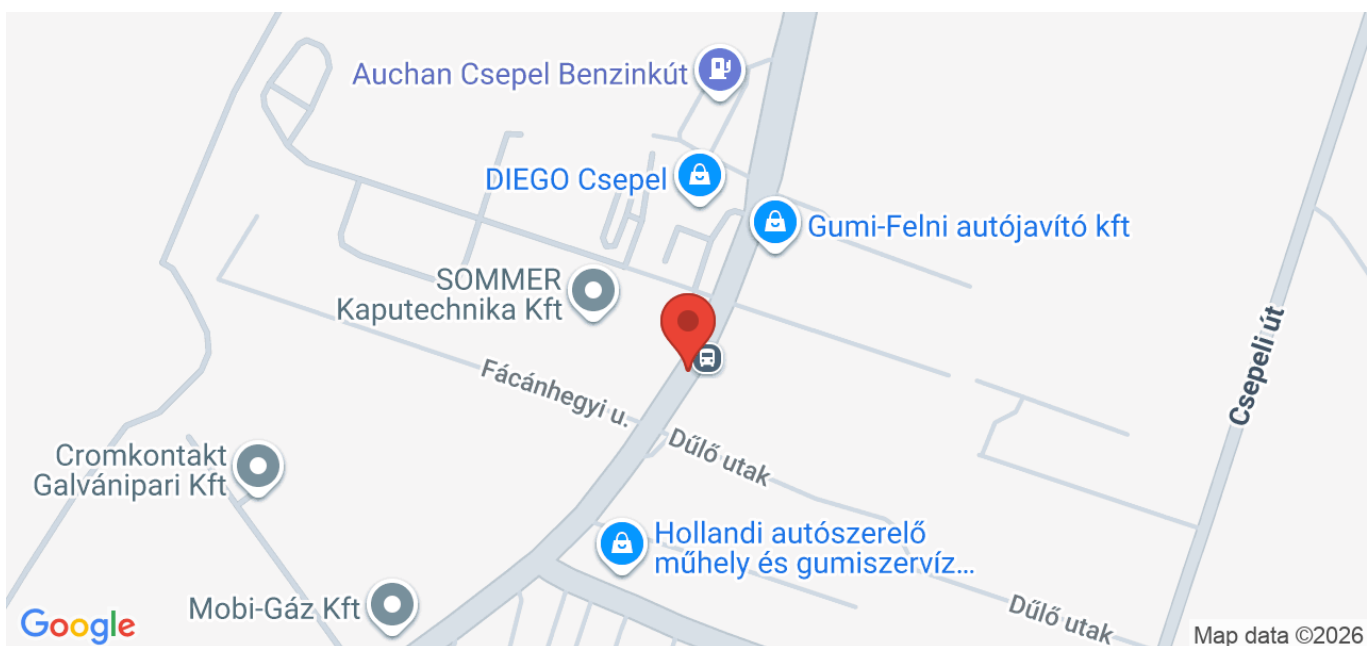 Auchan Csepel Benzinkút
DIEGO Csepel
Gumi-Felni autójavító kft
SOMMER
Kaputechnika Kft
Csepeli út
Fácánhegyi u.
Dűlő utak
Cromkontakt
Galvánipari Kft
Hollandi autószerelő
műhely és gumiszervíz...
Mobi-Gáz Kft
Dűlő utak
Google
Map data ©2026